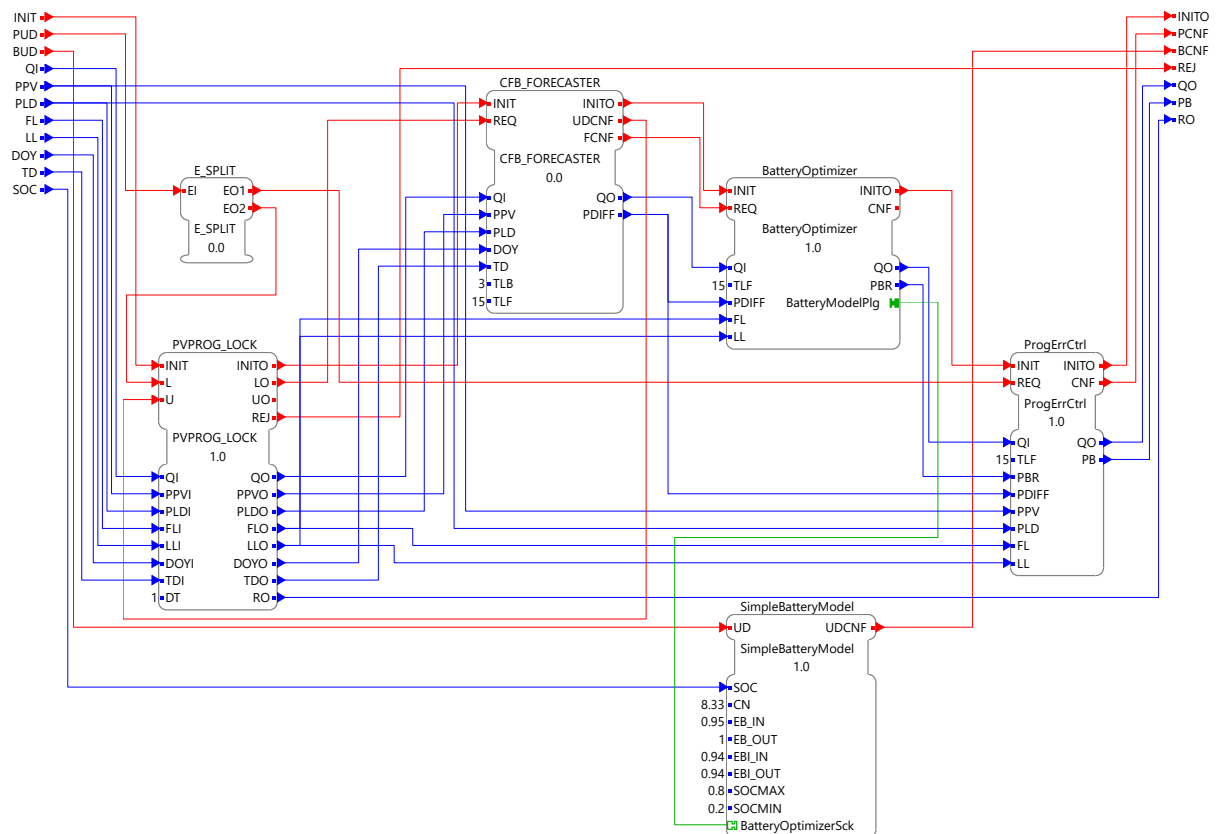 INIT
PUD
BUD
QI
PPV
PLD
FL
LL
DOY
TD
SOC
INITO
PCNF
BCNF
REJ
QO
PB
RO
E_SPLIT
EI EO1
EO2
E_SPLIT
0.0
CFB_FORECASTER
INIT INITO
REQ UDCNF
FCNF
CFB_FORECASTER
0.0
QI QO
PPV PDIFF
PLD
DOY
TD
3 TLB
15 TLF
BatteryOptimizer
INIT INITO
REQ CNF
BatteryOptimizer
1.0
QI QO
15 TLF PBR
PDIFF BatteryModelPlg
FL
LL
PVPROG_LOCK
INIT INITO
L LO
U UO
REJ
PVPROG_LOCK
1.0
QI QO
PPVI PPVO
PLDI PLDO
FLI FLO
LLI LLO
DOYI DOYO
TDI TDO
1 DT RO
ProgErrCtrl
INIT INITO
REQ CNF
ProgErrCtrl
1.0
QI QO
15 TLF PB
PBR
PDIFF
PPV
PLD
FL
LL
SimpleBatteryModel
UD UDCNF
SimpleBatteryModel
1.0
SOC
8.33 CN
0.95 EB_IN
1 EB_OUT
0.94 EBI_IN
0.94 EBI_OUT
0.8 SOCMAX
0.2 SOCMIN
BatteryOptimizerSck